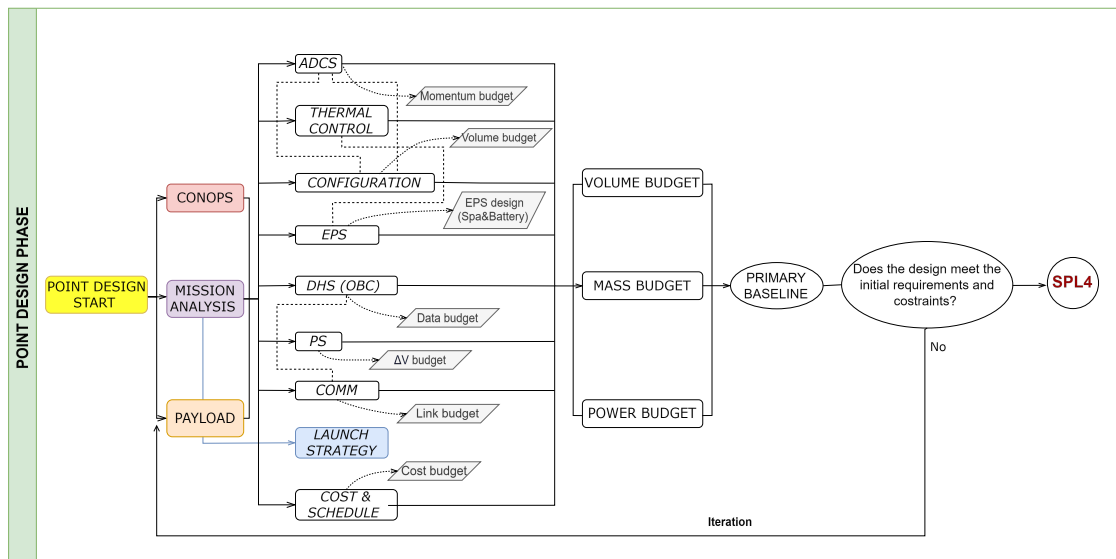 POINT DESIGN PHASE
POINT DESIGN
START
CONOPS
MISSION
ANALYSIS
PAYLOAD
ADCS
Momentum budget
THERMAL
CONTROL
Volume budget
CONFIGURATION
EPS design
(Spa&Battery)
EPS
DHS (OBC)
Data budget
PS
ΔV budget
COMM
Link budget
LAUNCH
STRATEGY
Cost budget
COST &
SCHEDULE
VOLUME BUDGET
MASS BUDGET
POWER BUDGET
PRIMARY
BASELINE
Does the design meet the
initial requirements and
costraints?
SPL4
No
Iteration